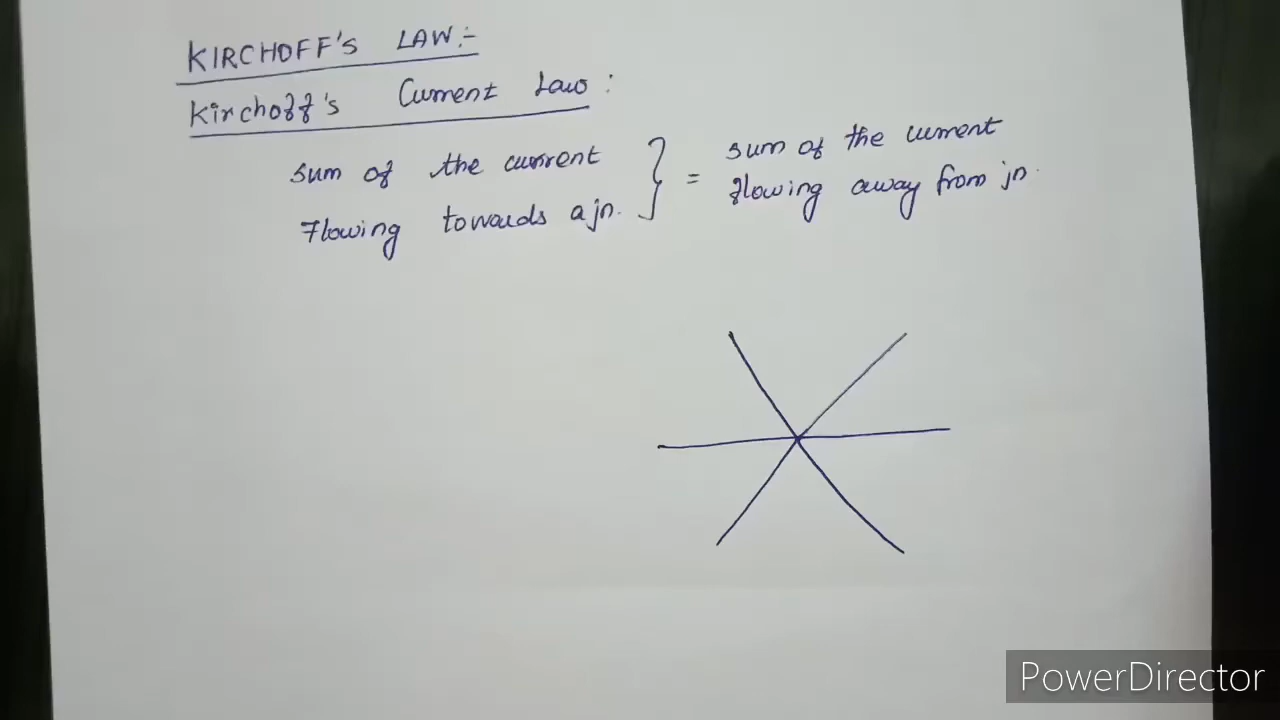 KIRCHOFF's LAW:-
Kirchoff's Current Law :
sum of the current } = sum of the current
Flowing towards a jn. flowing away from jn.
PowerDirector